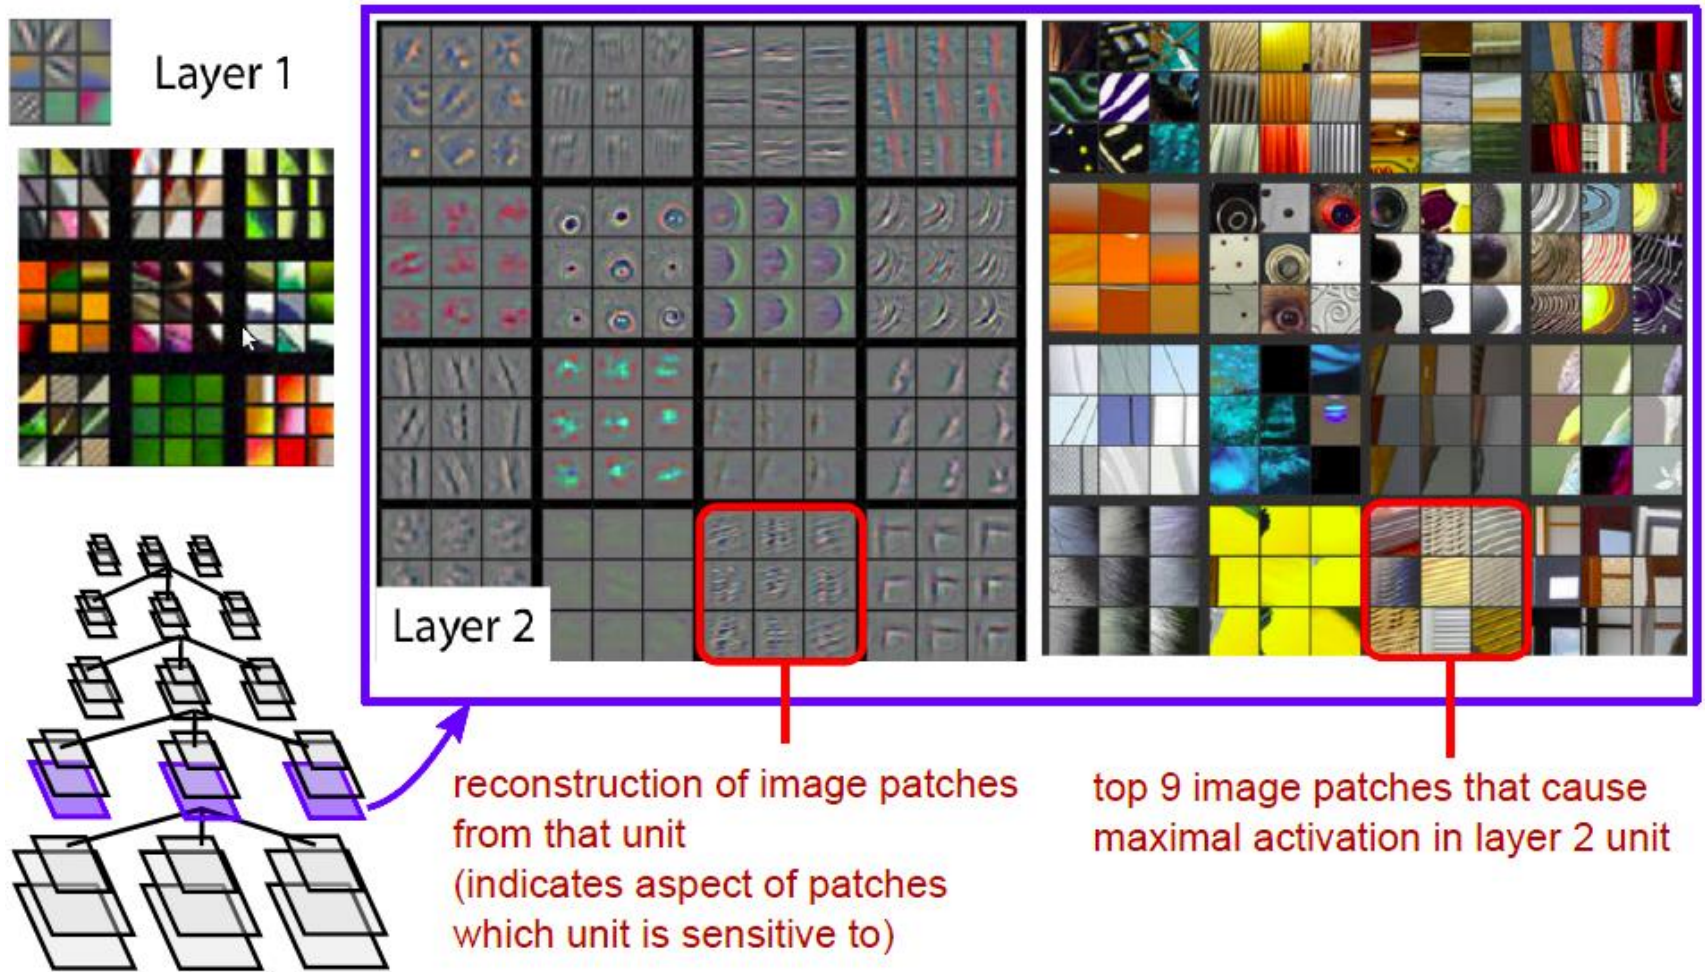 Layer 1
Layer 2
reconstruction of image patches
from that unit
(indicates aspect of patches
which unit is sensitive to)
top 9 image patches that cause
maximal activation in layer 2 unit